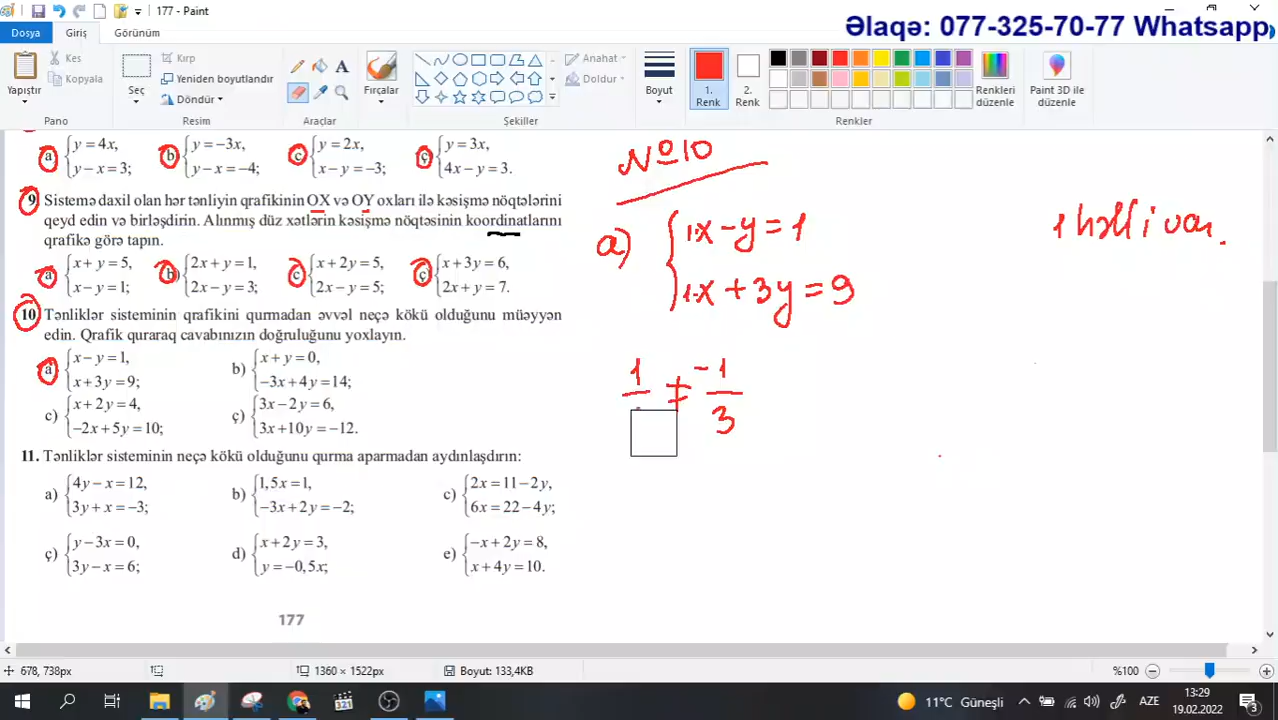 177 - Paint
Əlaqə: 077-325-70-77 Whatsapp
Dosya Giriş Görünüm
Yapıştır
Kes
Kopyala
Seç
Kırp
Yeniden boyutlandır
Döndür
A
Fırçalar
Anahat
Doldur
Boyut
1. Renk
2. Renk
Renkleri düzenle
Paint 3D ile düzenle
Pano Resim Araçlar Şekiller Renkler
a) { y = 4x, y – x = 3; b) { y = –3x, y – x = –4; c) { y = 2x, x – y = –3; ç) { y = 3x, 4x – y = 3.
9. Sistemə daxil olan hər tənliyin qrafikinin OX və OY oxları ilə kəsişmə nöqtələrini
qeyd edin və birləşdirin. Alınmış düz xətlərin kəsişmə nöqtəsinin koordinatlarını
qrafikə görə tapın.
a) { x + y = 5, x – y = 1; b) { 2x + y = 1, 2x – y = 3; c) { x + 2y = 5, 2x – y = 5; ç) { x + 3y = 6, 2x + y = 7.
10. Tənliklər sisteminin qrafikini qurmadan əvvəl neçə kökü olduğunu müəyyən
edin. Qrafik quraraq cavabınızın doğruluğunu yoxlayın.
a) { x – y = 1, x + 3y = 9; b) { x + y = 0, –3x + 4y = 14;
c) { x + 2y = 4, –2x + 5y = 10; ç) { 3x – 2y = 6, 3x + 10y = –12.
11. Tənliklər sisteminin neçə kökü olduğunu qurma aparmadan aydınlaşdırın:
a) { 4y – x = 12, 3y + x = –3; b) { 1,5x = 1, –3x + 2y = –2; c) { 2x = 11 – 2y, 6x = 22 – 4y;
ç) { y – 3x = 0, 3y – x = 6; d) { x + 2y = 3, y = –0,5x; e) { –x + 2y = 8, x + 4y = 10.
177
№10
a) { 1·x – y = 1
1·x + 3y = 9
1 həlli var.
1 ≠ –1
3
678, 738px
1360 × 1522px
Boyut: 133,4KB
%100
11°C Güneşli
AZE
13:29
19.02.2022
3